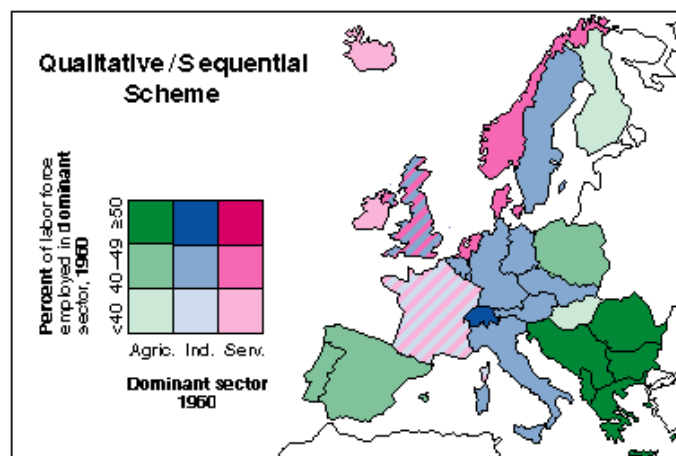 Qualitative/Sequential
Scheme
Percent of labor force
employed in dominant
sector, 1960
≥50
40–49
<40
Agric. Ind. Serv.
Dominant sector
1960